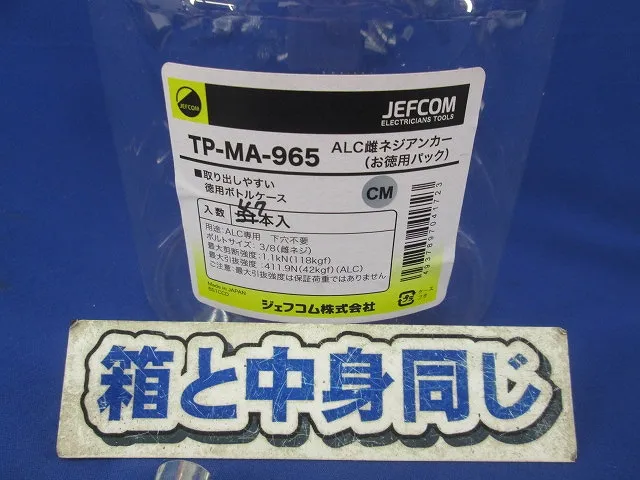 JEFCOM
JEFCOM
ELECTRICIANS TOOLS
TP-MA-965
ALC雌ネジアンカー
(お徳用パック)
■取り出しやすい
徳用ボトルケース
CM
入数 47本入
用途:ALC専用 下穴不要
ボルトサイズ:3/8(雌ネジ)
最大剪断強度:1.1kN(118kgf)
最大引抜強度:411.9N(42kgf)(ALC)
ご注意:最大引抜強度は保証荷重ではありません
Made in JAPAN
ジェフコム株式会社
箱と中身同じ